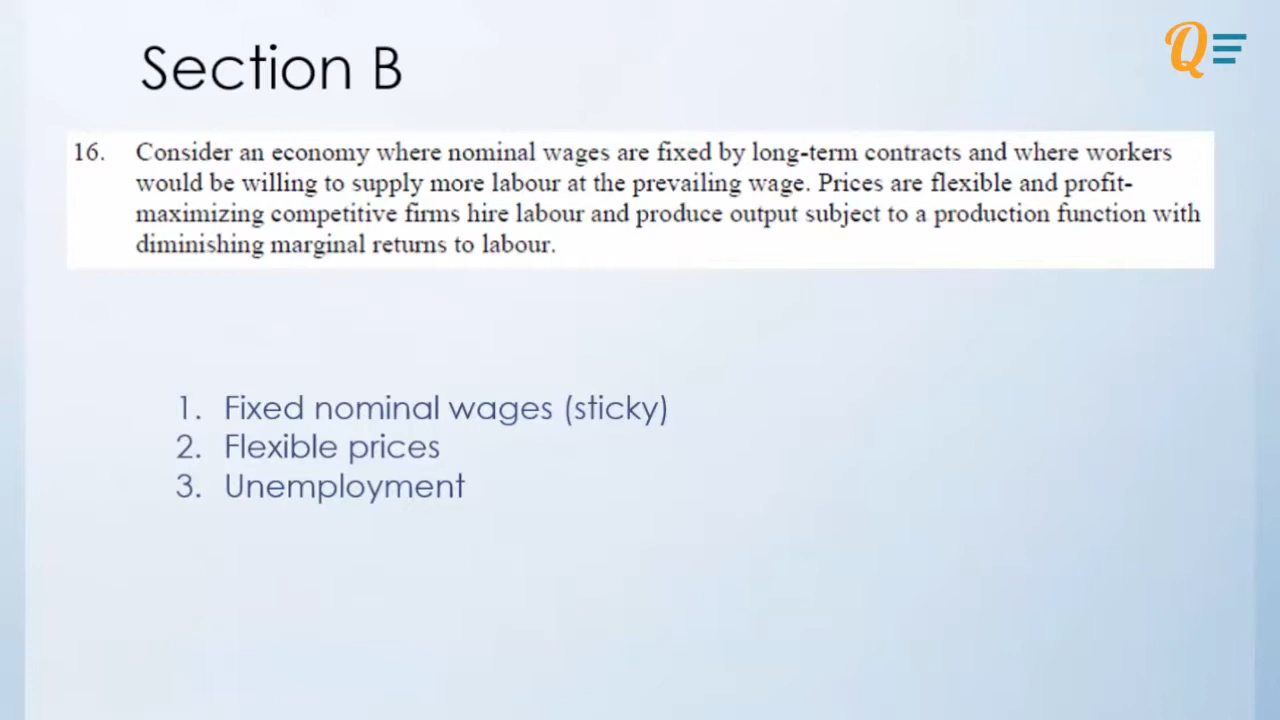 Section B
16. Consider an economy where nominal wages are fixed by long-term contracts and where workers
would be willing to supply more labour at the prevailing wage. Prices are flexible and profit-
maximizing competitive firms hire labour and produce output subject to a production function with
diminishing marginal returns to labour.
1. Fixed nominal wages (sticky)
2. Flexible prices
3. Unemployment